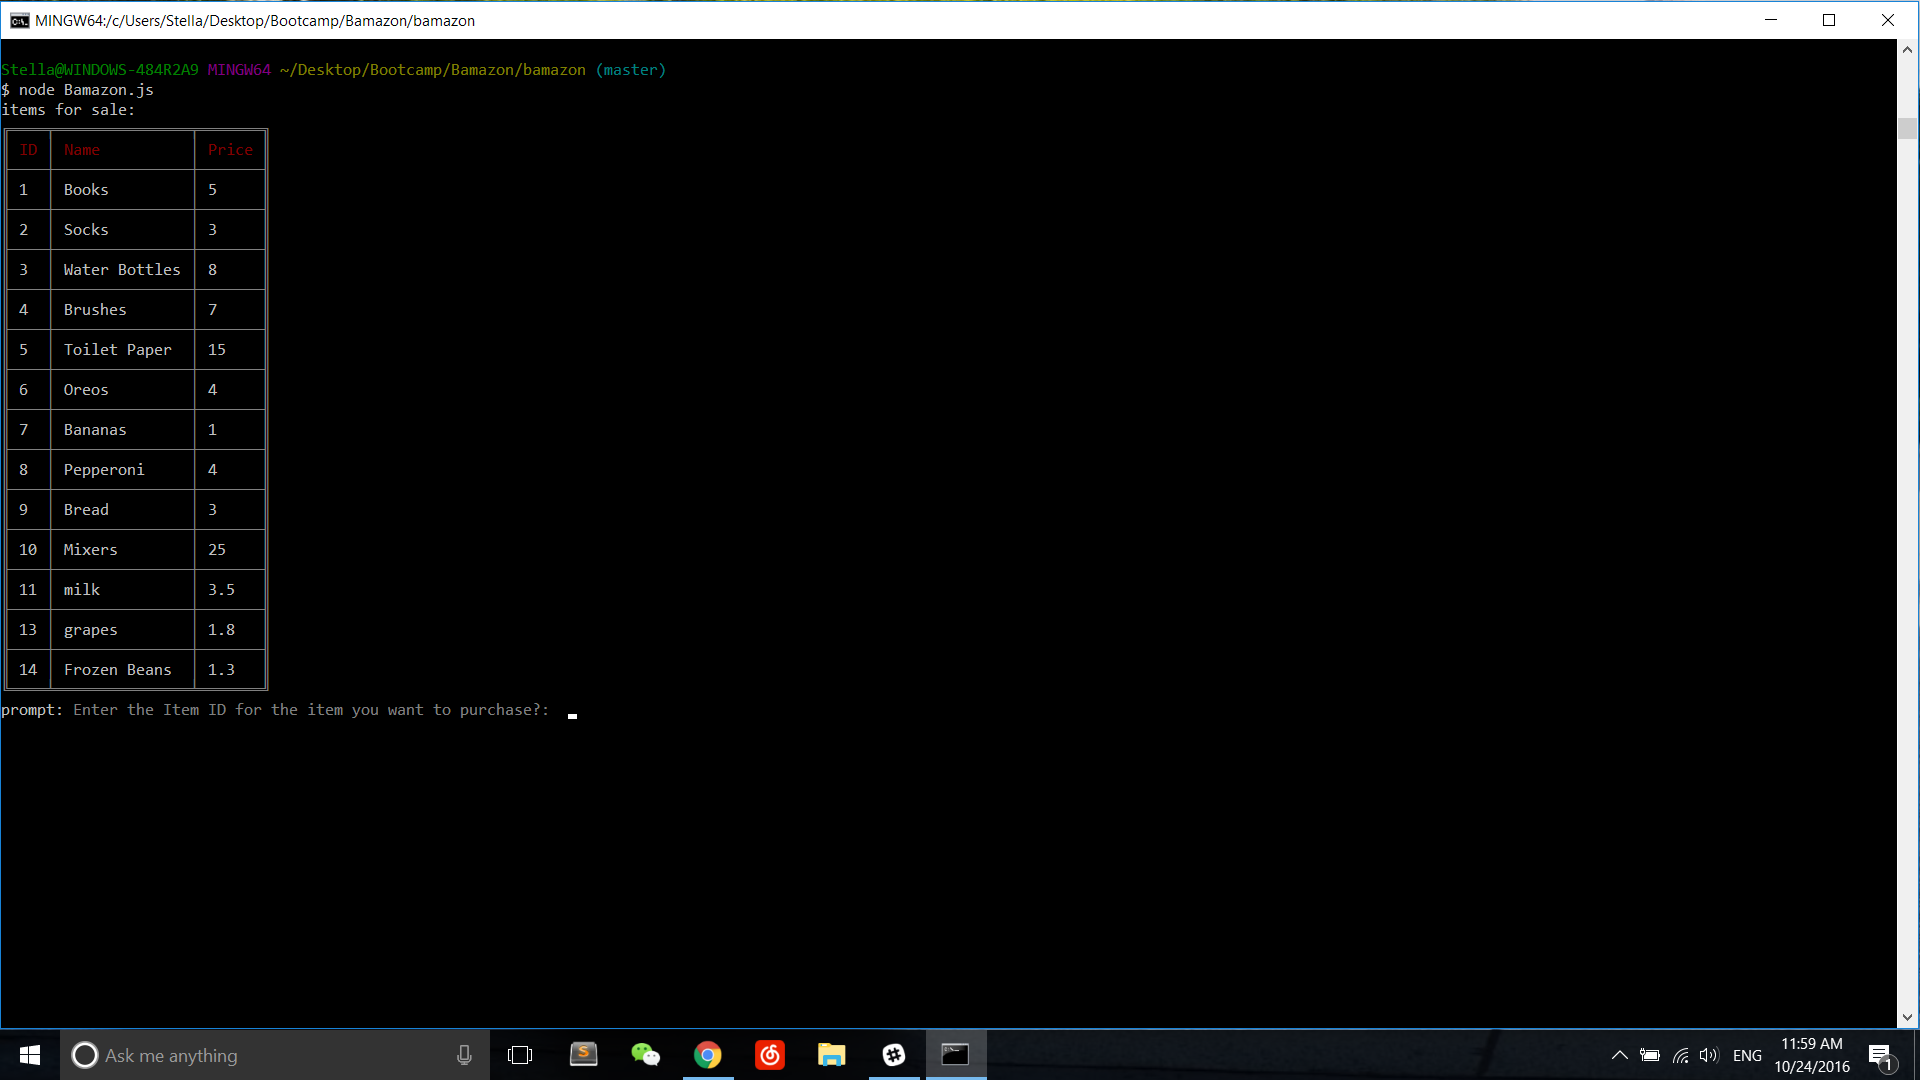 MINGW64:/c/Users/Stella/Desktop/Bootcamp/Bamazon/bamazon
Stella@WINDOWS-484R2A9 MINGW64 ~/Desktop/Bootcamp/Bamazon/bamazon (master)
$ node Bamazon.js
items for sale:
ID Name Price
1 Books 5
2 Socks 3
3 Water Bottles 8
4 Brushes 7
5 Toilet Paper 15
6 Oreos 4
7 Bananas 1
8 Pepperoni 4
9 Bread 3
10 Mixers 25
11 milk 3.5
13 grapes 1.8
14 Frozen Beans 1.3
prompt: Enter the Item ID for the item you want to purchase?:
Ask me anything
ENG
11:59 AM
10/24/2016
1